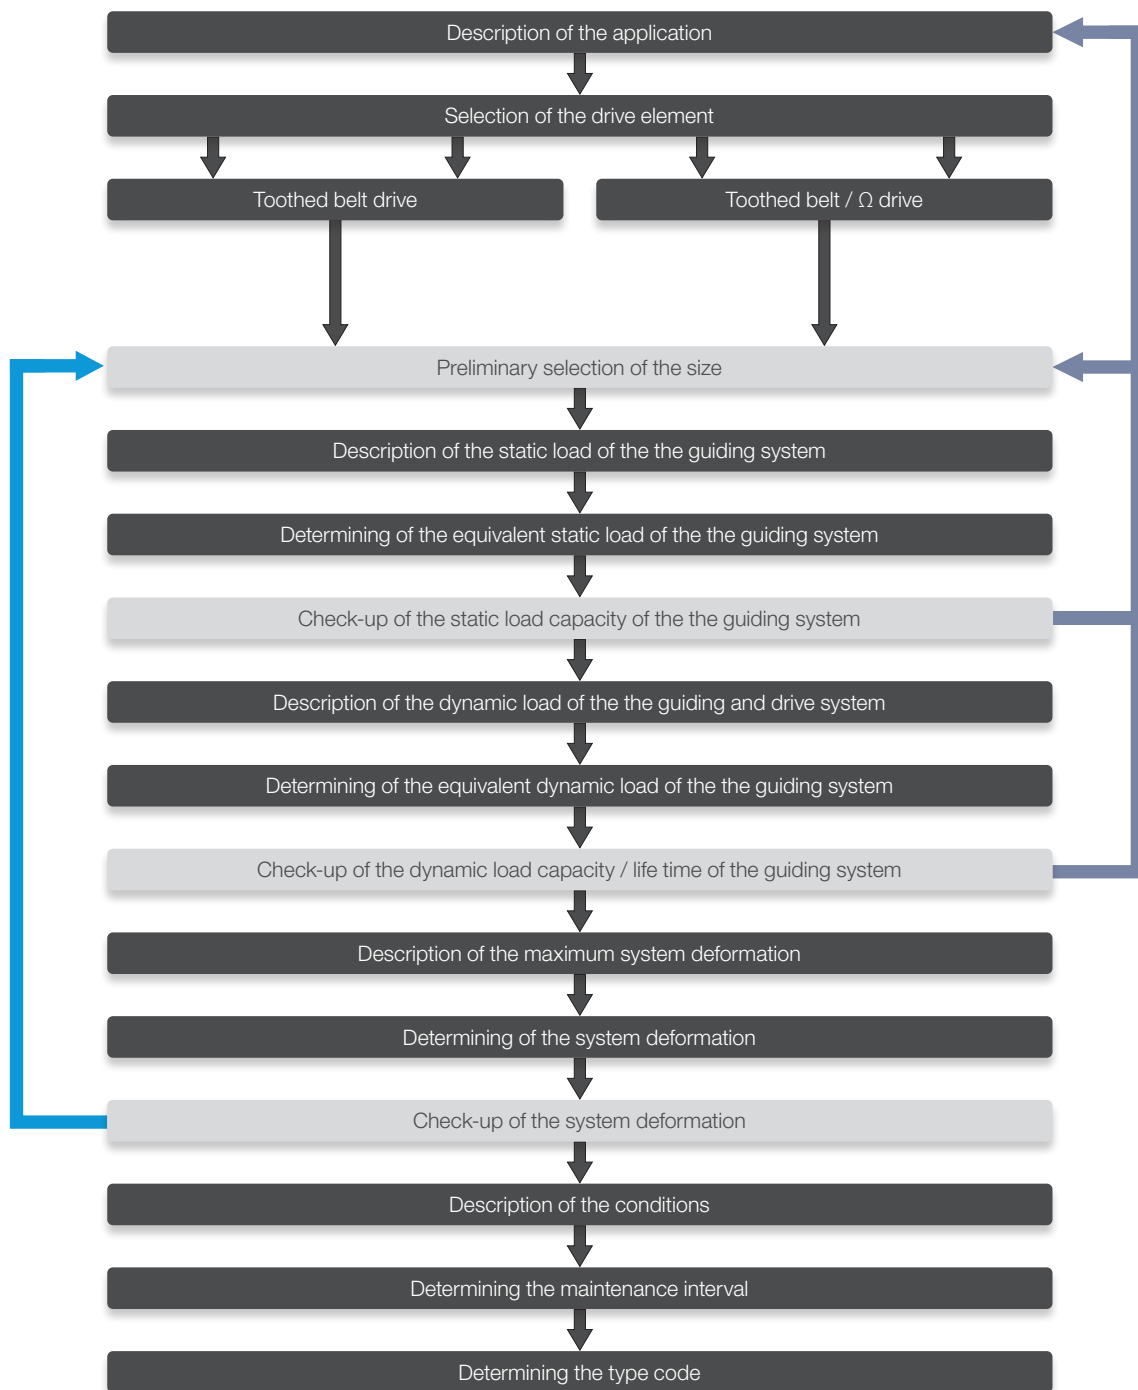 Description of the application
Selection of the drive element
Toothed belt drive
Toothed belt / Ω drive
Preliminary selection of the size
Description of the static load of the the guiding system
Determining of the equivalent static load of the the guiding system
Check-up of the static load capacity of the the guiding system
Description of the dynamic load of the the guiding and drive system
Determining of the equivalent dynamic load of the the guiding system
Check-up of the dynamic load capacity / life time of the guiding system
Description of the maximum system deformation
Determining of the system deformation
Check-up of the system deformation
Description of the conditions
Determining the maintenance interval
Determining the type code